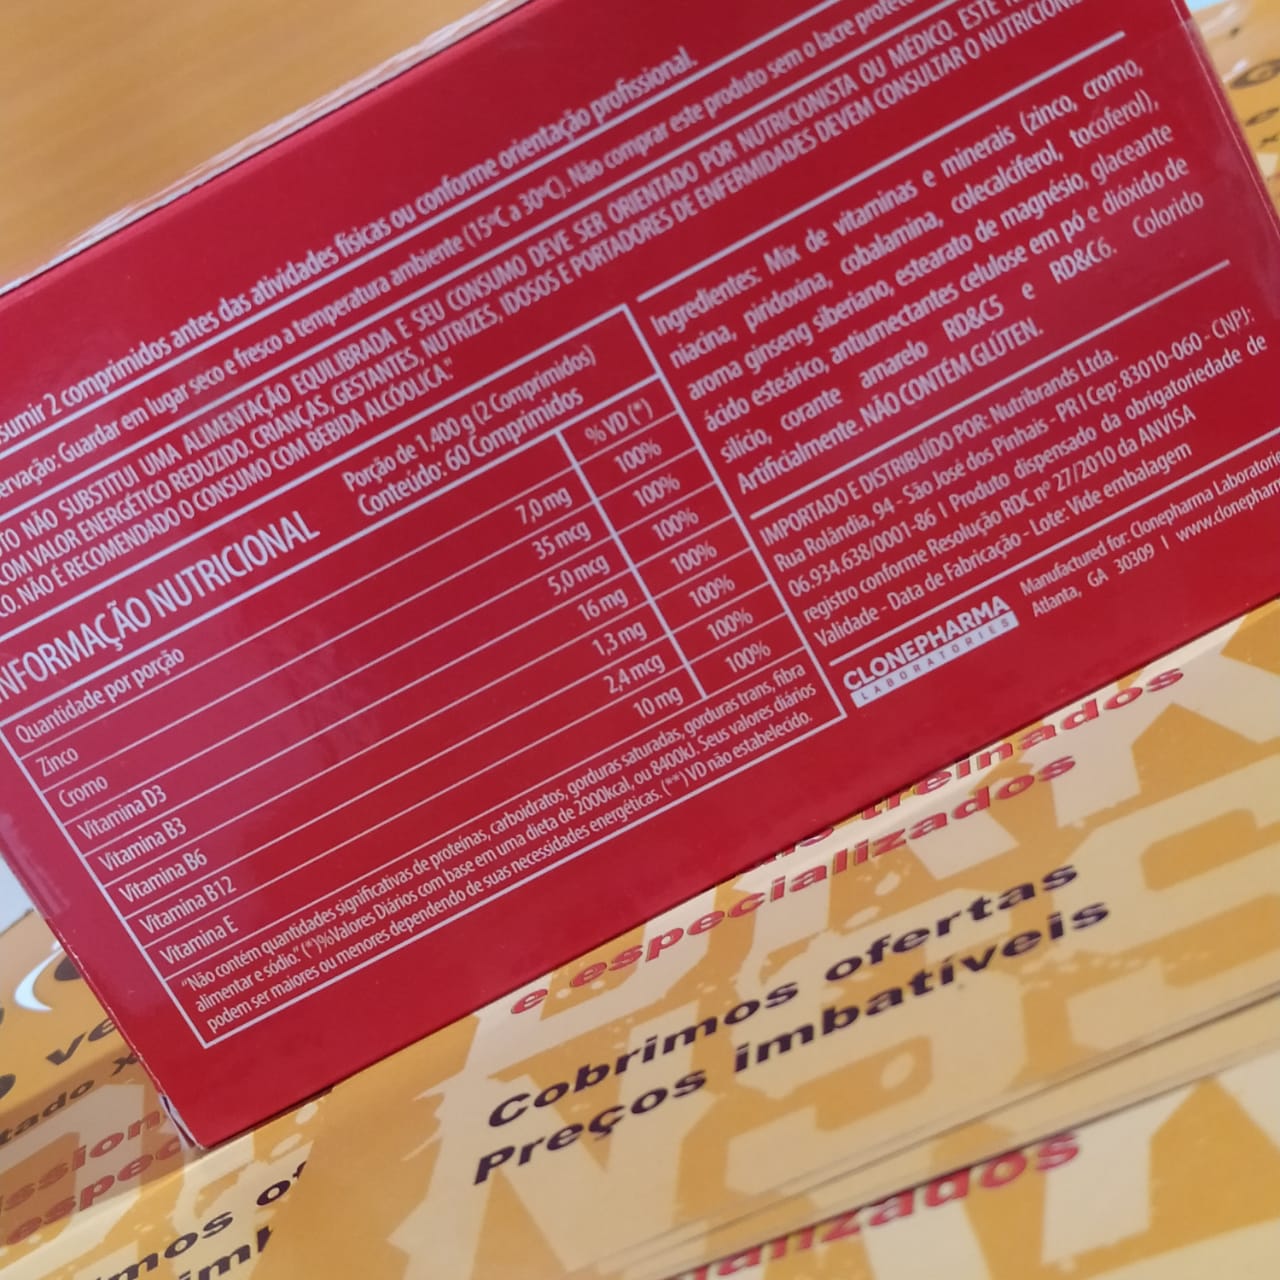 sumir 2 comprimidos antes das atividades físicas ou conforme orientação profissional.
ervação: Guardar em lugar seco e fresco a temperatura ambiente (15ºC a 30ºC). Não comprar este produto sem o lacre
TO NÃO SUBSTITUI UMA ALIMENTAÇÃO EQUILIBRADA E SEU CONSUMO DEVE SER ORIENTADO POR NUTRICIONISTA OU MÉDICO. ESTE
COM VALOR ENERGÉTICO REDUZIDO. CRIANÇAS, GESTANTES, NUTRIZES, IDOSOS E PORTADORES DE ENFERMIDADES DEVEM CONSULTAR O
CO. NÃO É RECOMENDADO O CONSUMO COM BEBIDA ALCÓOLICA."
INFORMAÇÃO NUTRICIONAL
Porção de 1.400 g (2 Comprimidos)
Conteúdo: 60 Comprimidos
Quantidade por porção % VD (*)
Zinco 7,0 mg 100%
Cromo 35 mcg 100%
Vitamina D3 5,0 mcg 100%
Vitamina B3 16 mg 100%
Vitamina B6 1,3 mg 100%
Vitamina B12 2,4 mcg 100%
Vitamina E 10 mg 100%
"Não contém quantidades significativas de proteínas, carboidratos, gorduras saturadas, gorduras trans, fibra
alimentar e sódio." (*)%Valores Diários com base em uma dieta de 2000kcal, ou 8400kJ. Seus valores diários
podem ser maiores ou menores dependendo de suas necessidades energéticas. (**) VD não estabelecido.
Ingredientes: Mix de vitaminas e minerais (zinco, cromo,
niacina, piridoxina, cobalamina, colecalciferol, tocoferol),
aroma ginseng siberiano, estearato de magnésio, glaceante
ácido esteárico, antiumectantes celulose em pó e dióxido de
silício, corante amarelo RD&C5 e RD&C6. Colorido
Artificialmente. NÃO CONTÉM GLÚTEN.
IMPORTADO E DISTRIBUÍDO POR: Nutribrands Ltda.
Rua Rolândia, 94 - São José dos Pinhais - PR I Cep: 83010-060 - CNPJ:
06.934.638/0001-86 I Produto dispensado da obrigatoriedade de
registro conforme Resolução RDC nº 27/2010 da ANVISA
Validade - Data de Fabricação - Lote: Vide embalagem
CLONEPHARMA
LABORATORIES
Manufactured for: Clonepharma Laboratorie
Atlanta, GA 30309 I www.clonephar
treinados
e especializados
Cobrimos ofertas
Preços imbatíveis